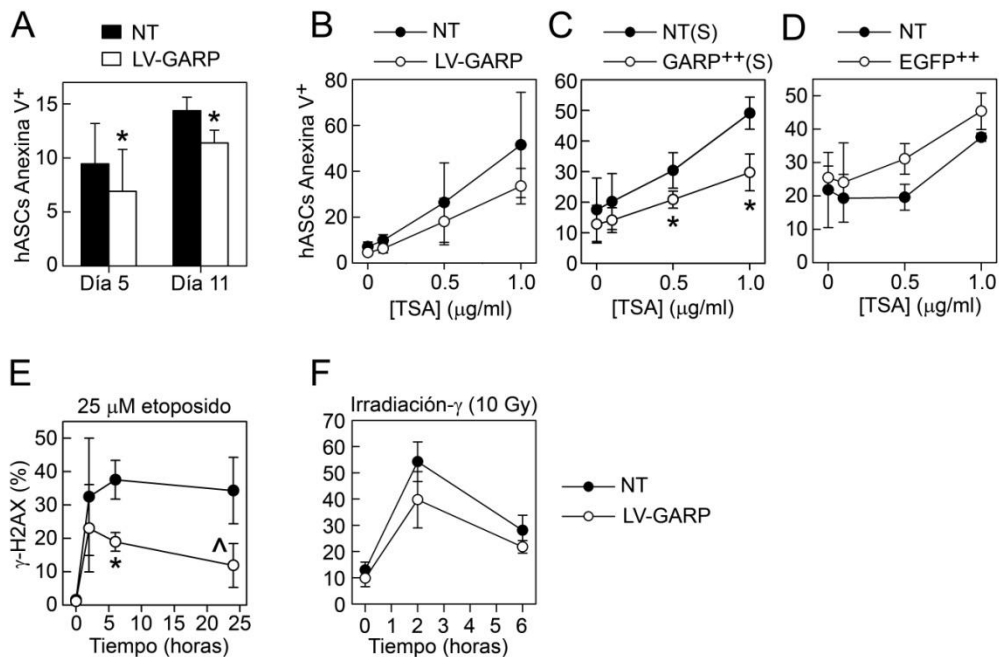 A
NT
LV-GARP
hASCs Anexina V⁺
15
10
5
0
*
*
Día 5 Día 11
B
NT
LV-GARP
hASCs Anexina V⁺
80
60
40
20
0
0 0.5 1.0
[TSA] (μg/ml)
C
NT(S)
GARP⁺⁺(S)
60
50
40
30
20
10
0
*
*
0 0.5 1.0
[TSA] (μg/ml)
D
NT
EGFP⁺⁺
50
40
30
20
10
0
0 0.5 1.0
[TSA] (μg/ml)
E
25 μM etoposido
γ-H2AX (%)
50
40
30
20
10
0
*
^
0 5 10 15 20 25
Tiempo (horas)
F
Irradiación-γ (10 Gy)
70
60
50
40
30
20
10
0
0 1 2 3 4 5 6
Tiempo (horas)
NT
LV-GARP